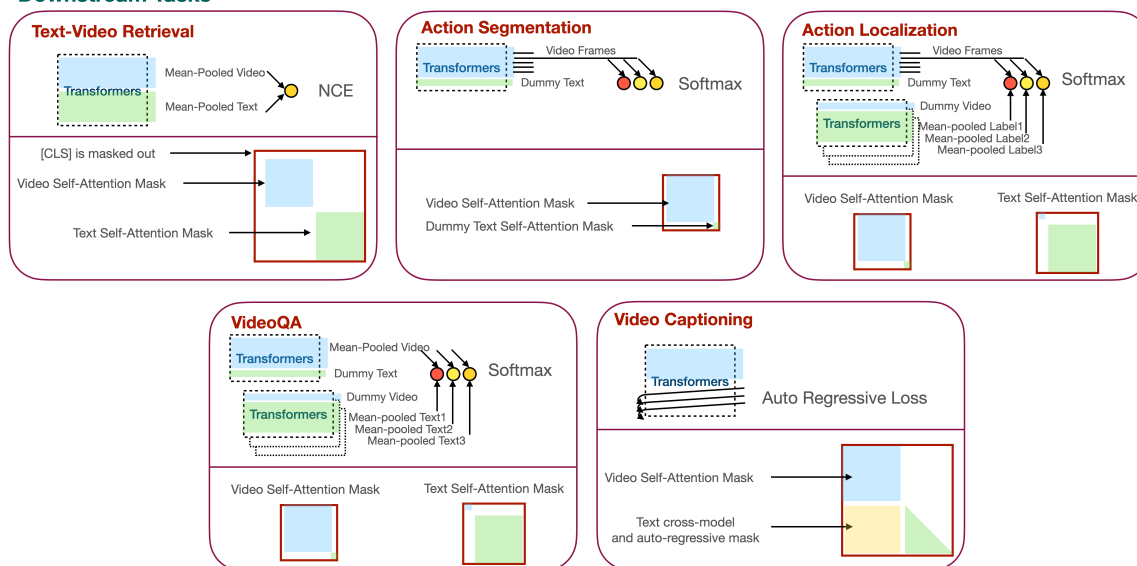 Downstream Tasks
Text-Video Retrieval
Transformers
Mean-Pooled Video
Mean-Pooled Text
NCE
[CLS] is masked out
Video Self-Attention Mask
Text Self-Attention Mask
Action Segmentation
Transformers
Video Frames
Dummy Text
Softmax
Video Self-Attention Mask
Dummy Text Self-Attention Mask
Action Localization
Transformers
Video Frames
Dummy Text
Softmax
Transformers
Dummy Video
Mean-pooled Label1
Mean-pooled Label2
Mean-pooled Label3
Video Self-Attention Mask
Text Self-Attention Mask
VideoQA
Transformers
Mean-Pooled Video
Dummy Text
Softmax
Transformers
Dummy Video
Mean-pooled Text1
Mean-pooled Text2
Mean-pooled Text3
Video Self-Attention Mask
Text Self-Attention Mask
Video Captioning
Transformers
Auto Regressive Loss
Video Self-Attention Mask
Text cross-model
and auto-regressive mask